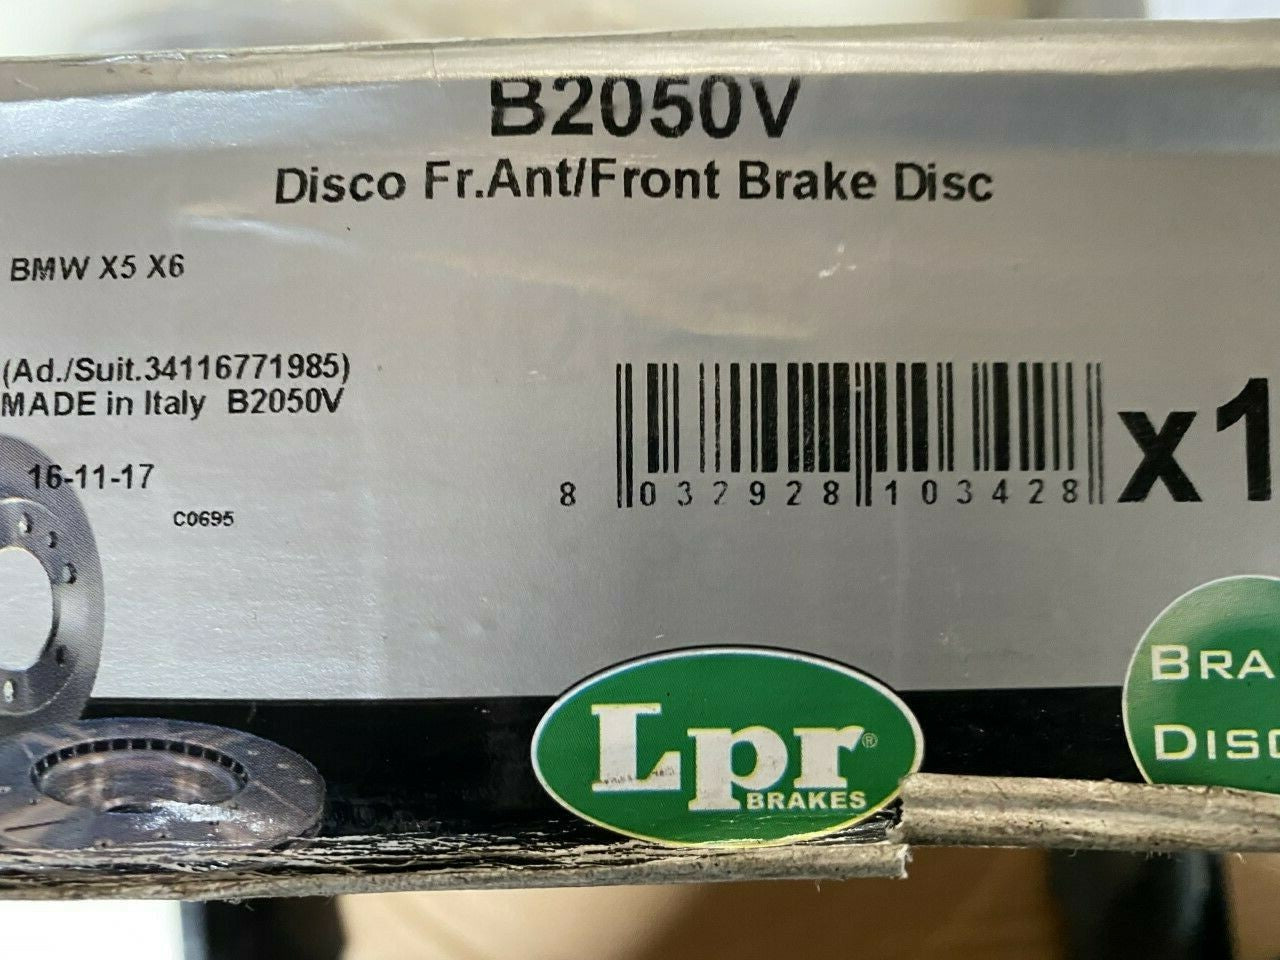 B2050V
Disco Fr.Ant/Front Brake Disc
BMW X5 X6
(Ad./Suit.34116771985)
MADE in Italy B2050V
16-11-17
C0695
8 032928 103428
x1
Lpr®
BRAKES
BRA
DISC